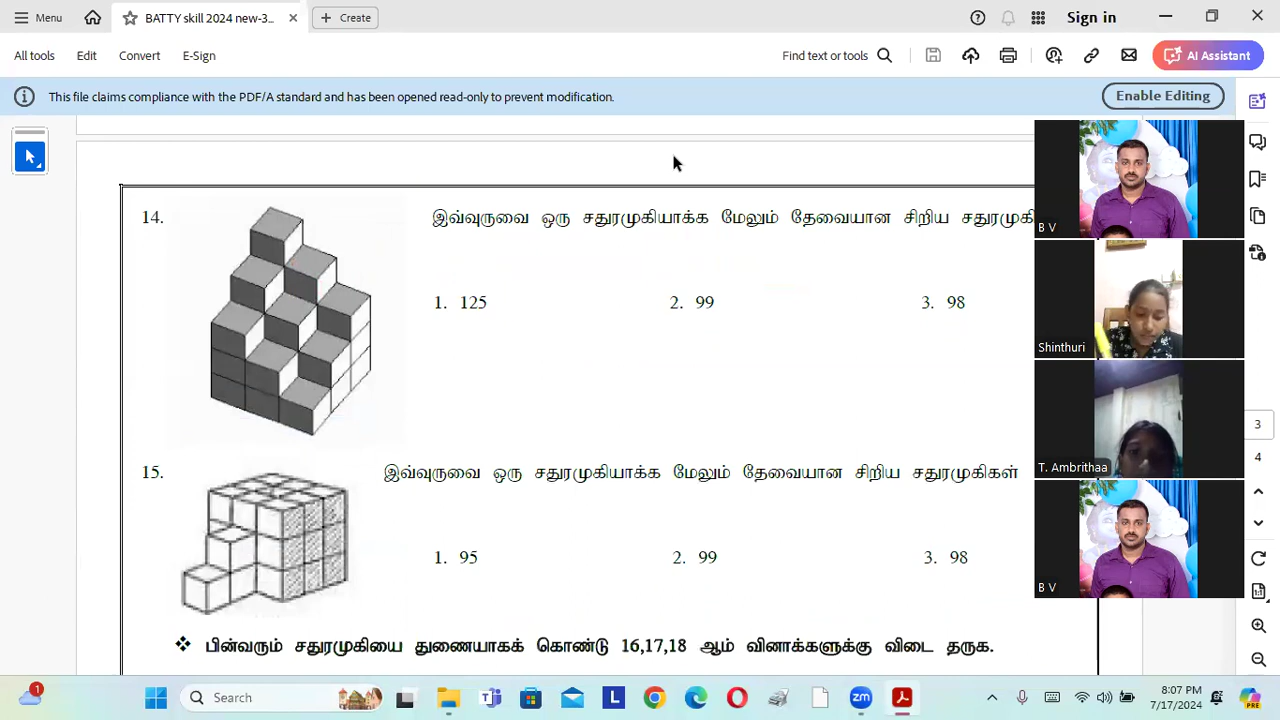 Menu
BATTY skill 2024 new-3...
Create
Sign in
All tools
Edit
Convert
E-Sign
Find text or tools
AI Assistant
This file claims compliance with the PDF/A standard and has been opened read-only to prevent modification.
Enable Editing
14.
இவ்வுருவை ஒரு சதுரமுகியாக்க மேலும் தேவையான சிறிய சதுரமுகி
1. 125
2. 99
3. 98
15.
இவ்வுருவை ஒரு சதுரமுகியாக்க மேலும் தேவையான சிறிய சதுரமுகிகள்
1. 95
2. 99
3. 98
❖ பின்வரும் சதுரமுகியை துணையாகக் கொண்டு 16,17,18 ஆம் வினாக்களுக்கு விடை தருக.
B V
Shinthuri
T. Ambrithaa
B V
3
4
1
Search
8:07 PM
7/17/2024